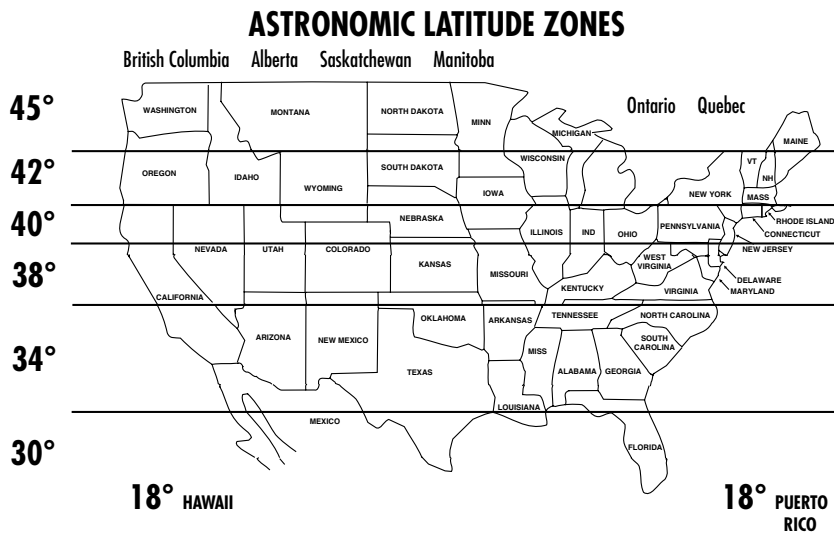 ASTRONOMIC LATITUDE ZONES
British Columbia Alberta Saskatchewan Manitoba
45°
WASHINGTON
MONTANA
NORTH DAKOTA
MINN
Ontario Quebec
MICHIGAN
MAINE
42°
OREGON
IDAHO
WYOMING
SOUTH DAKOTA
WISCONSIN
IOWA
VT
NH
NEW YORK
MASS
40°
NEBRASKA
NEVADA
UTAH
COLORADO
ILLINOIS
IND
OHIO
PENNSYLVANIA
RHODE ISLAND
CONNECTICUT
NEW JERSEY
38°
KANSAS
MISSOURI
WEST
VIRGINIA
KENTUCKY
VIRGINIA
DELAWARE
MARYLAND
CALIFORNIA
34°
ARIZONA
NEW MEXICO
OKLAHOMA
ARKANSAS
TENNESSEE
NORTH CAROLINA
SOUTH
CAROLINA
TEXAS
MISS
ALABAMA
GEORGIA
LOUISIANA
30°
MEXICO
FLORIDA
18° HAWAII
18° PUERTO
RICO